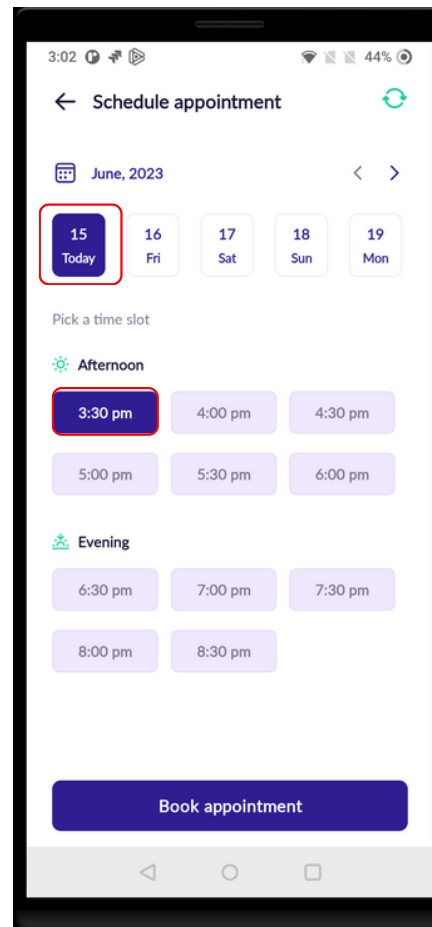 3:02 44%
Schedule appointment
June, 2023
15 16 17 18 19
Today Fri Sat Sun Mon
Pick a time slot
Afternoon
3:30 pm 4:00 pm 4:30 pm
5:00 pm 5:30 pm 6:00 pm
Evening
6:30 pm 7:00 pm 7:30 pm
8:00 pm 8:30 pm
Book appointment